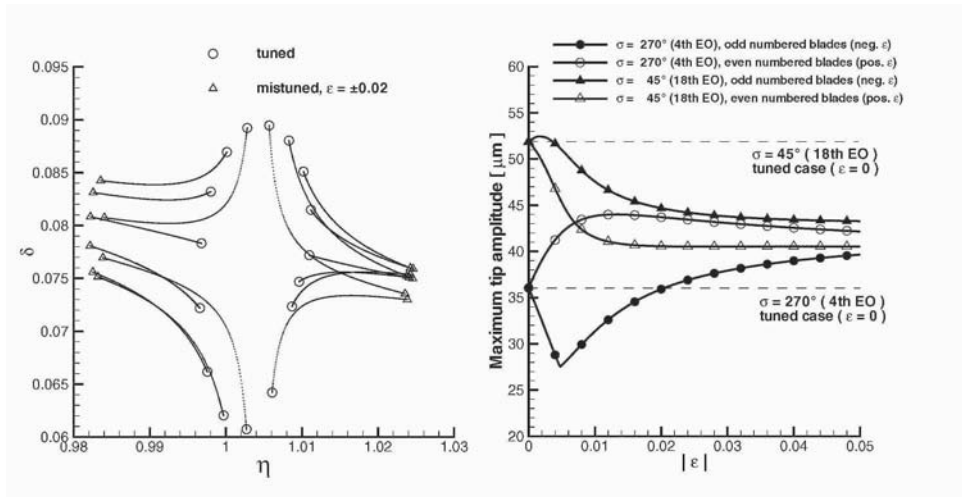 tuned
mistuned, ε = ±0.02
0.095
0.09
0.085
0.08
0.075
0.07
0.065
0.06
δ
0.98
0.99
1
1.01
1.02
1.03
η
σ = 270° (4th EO), odd numbered blades (neg. ε)
σ = 270° (4th EO), even numbered blades (pos. ε)
σ = 45° (18th EO), odd numbered blades (neg. ε)
σ = 45° (18th EO), even numbered blades (pos. ε)
60
55
50
45
40
35
30
25
20
Maximum tip amplitude [ μm]
σ = 45° ( 18th EO )
tuned case ( ε = 0 )
σ = 270° ( 4th EO )
tuned case ( ε = 0 )
0
0.01
0.02
0.03
0.04
0.05
| ε |